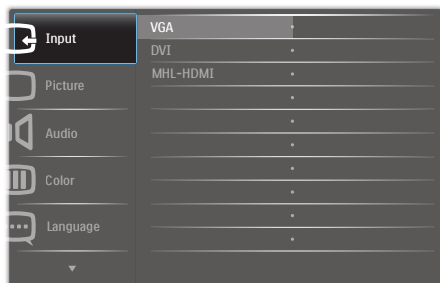 Input
Picture
Audio
Color
Language
VGA
DVI
MHL-HDMI